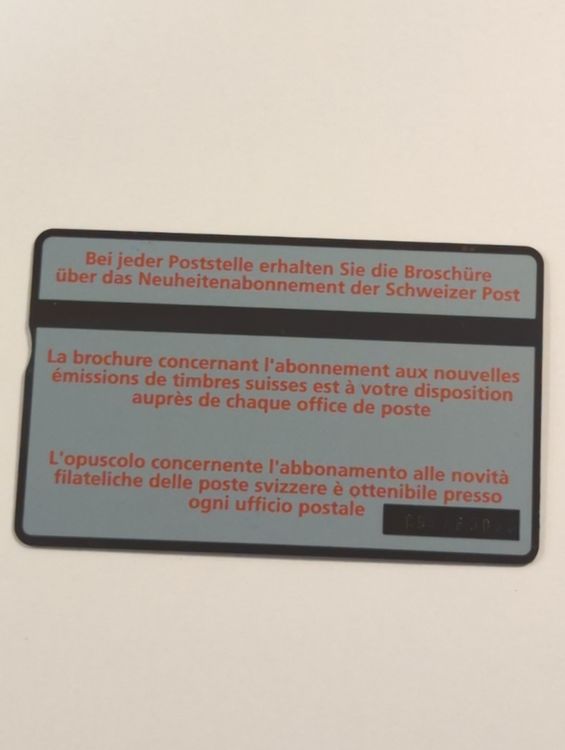 Bei jeder Poststelle erhalten Sie die Broschüre
über das Neuheitenabonnement der Schweizer Post
La brochure concernant l'abonnement aux nouvelles
émissions de timbres suisses est à votre disposition
auprès de chaque office de poste
L'opuscolo concernente l'abbonamento alle novità
filateliche delle poste svizzere è ottenibile presso
ogni ufficio postale